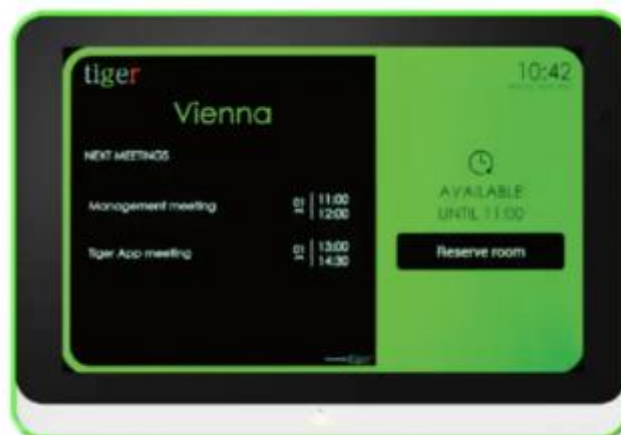 tiger
Vienna
NEXT MEETINGS
Management meeting
11:00
12:00
Tiger App meeting
13:00
14:30
10:42
AVAILABLE
UNTIL 11:00
Reserve room
tiger